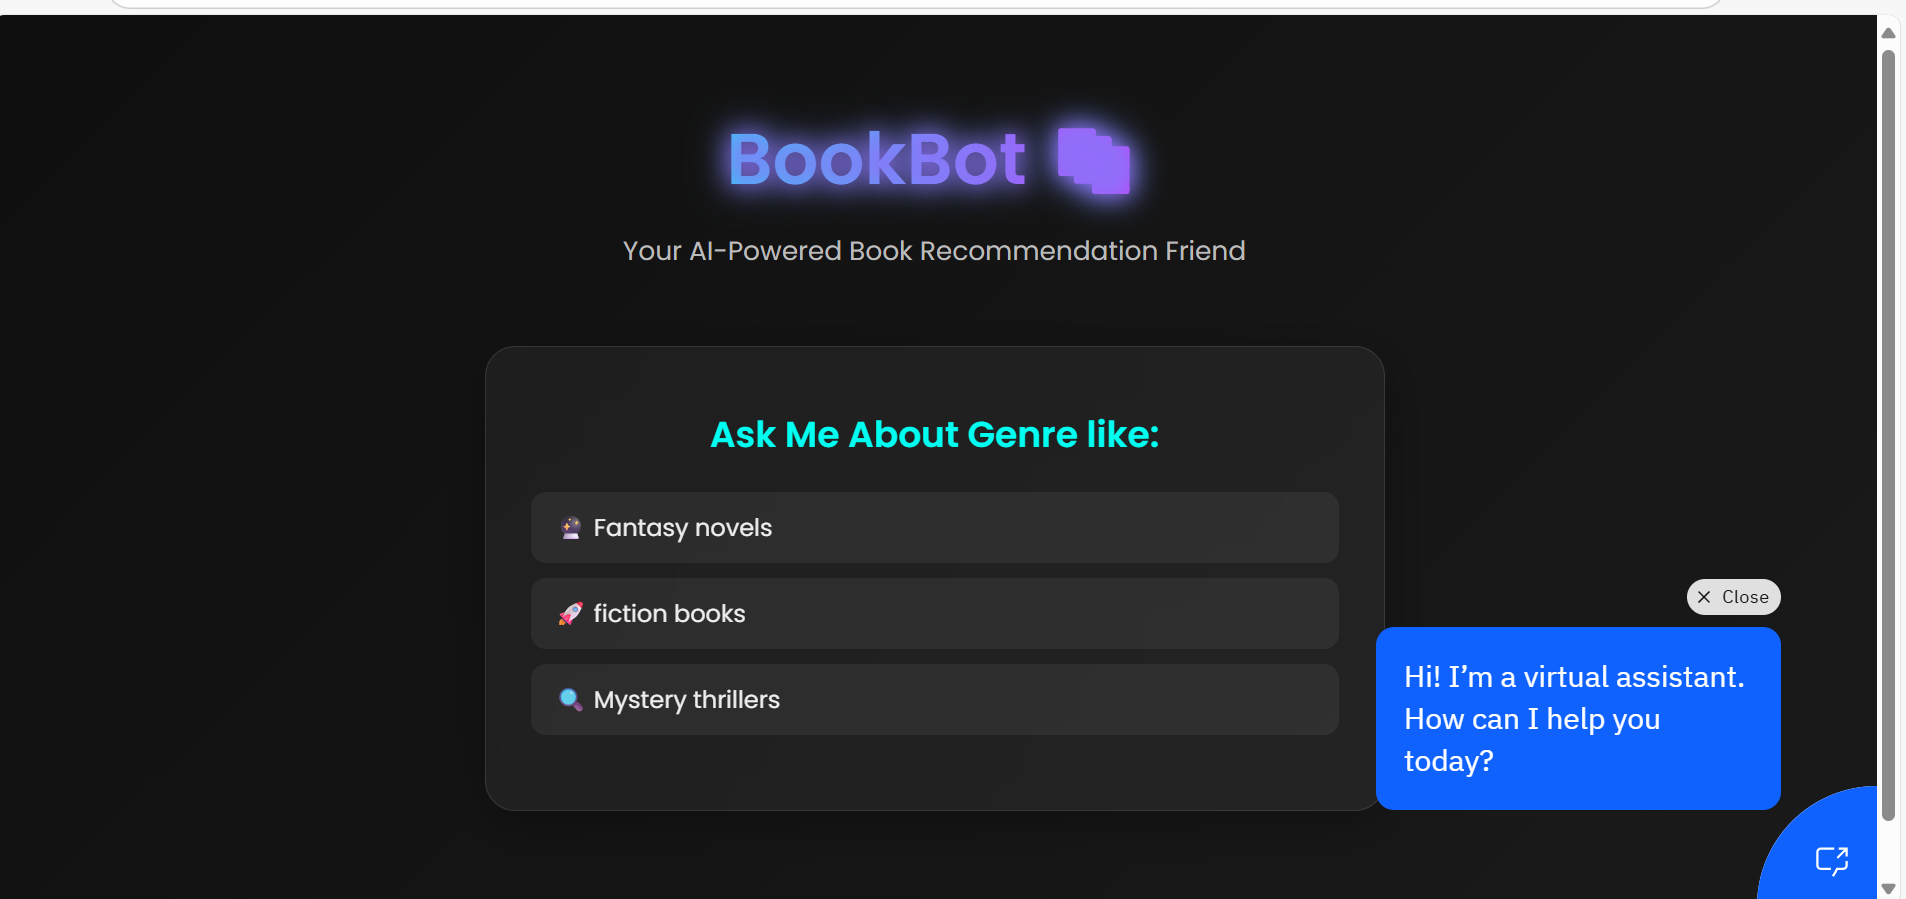 BookBot
Your AI-Powered Book Recommendation Friend
Ask Me About Genre like:
Fantasy novels
fiction books
Mystery thrillers
Close
Hi! I’m a virtual assistant.
How can I help you
today?